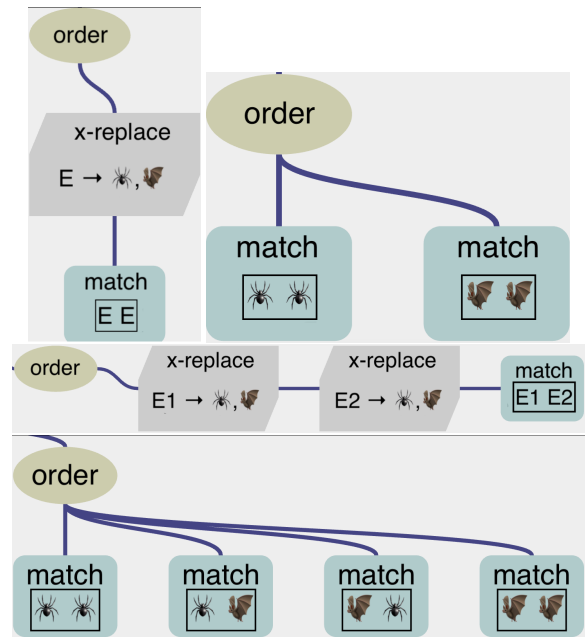 order
x-replace
E → 🕷,🦇
match
E E
order
match
match
order
x-replace
E1 → 🕷,🦇
x-replace
E2 → 🕷,🦇
match
E1 E2
order
match
match
match
match